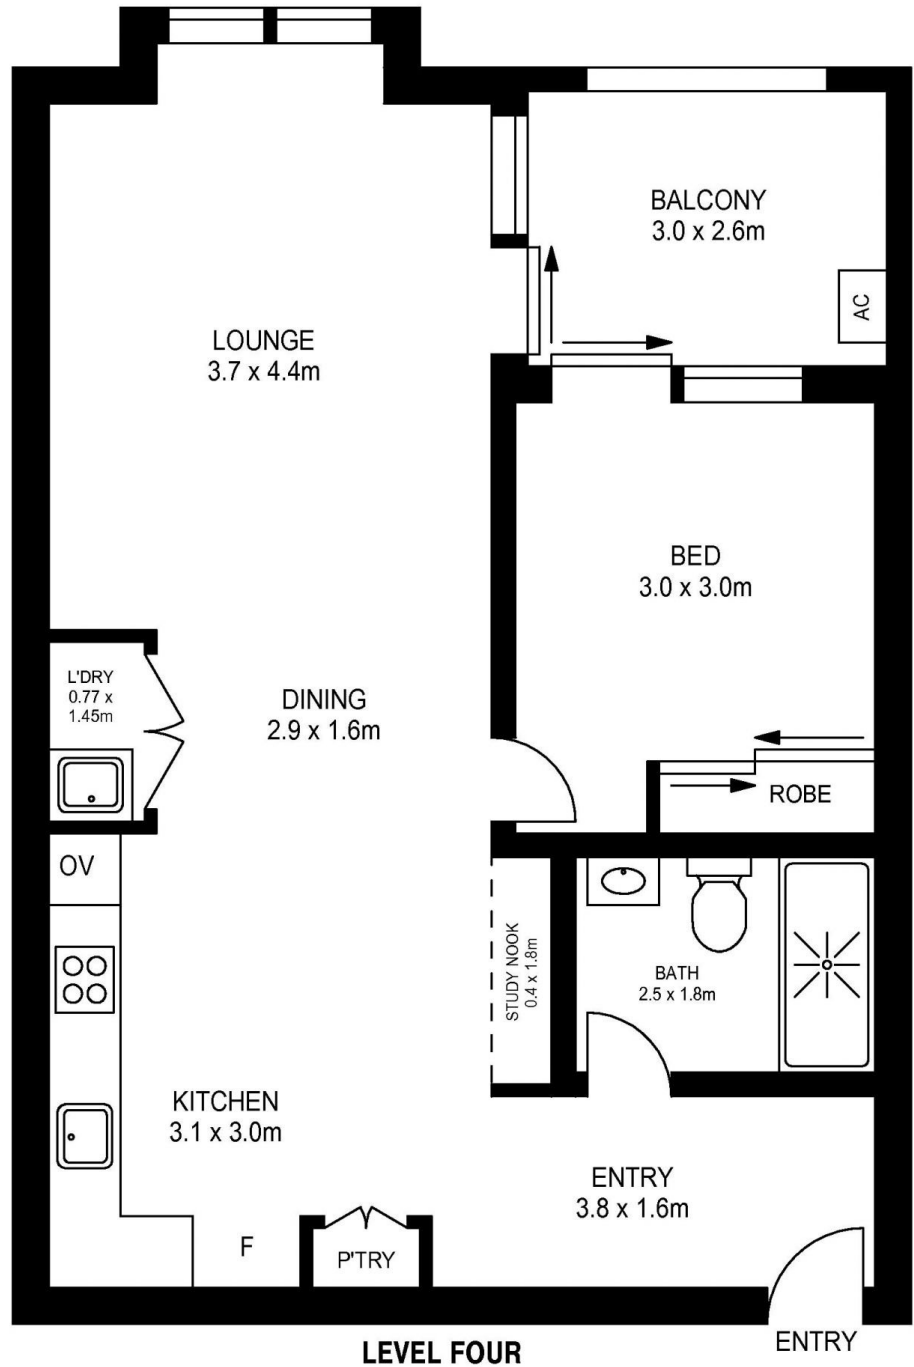 BALCONY
3.0 x 2.6m
AC
LOUNGE
3.7 x 4.4m
BED
3.0 x 3.0m
L'DRY
0.77 x
1.45m
DINING
2.9 x 1.6m
ROBE
OV
STUDY NOOK
0.4 x 1.8m
BATH
2.5 x 1.8m
KITCHEN
3.1 x 3.0m
ENTRY
3.8 x 1.6m
F
P'TRY
ENTRY
LEVEL FOUR